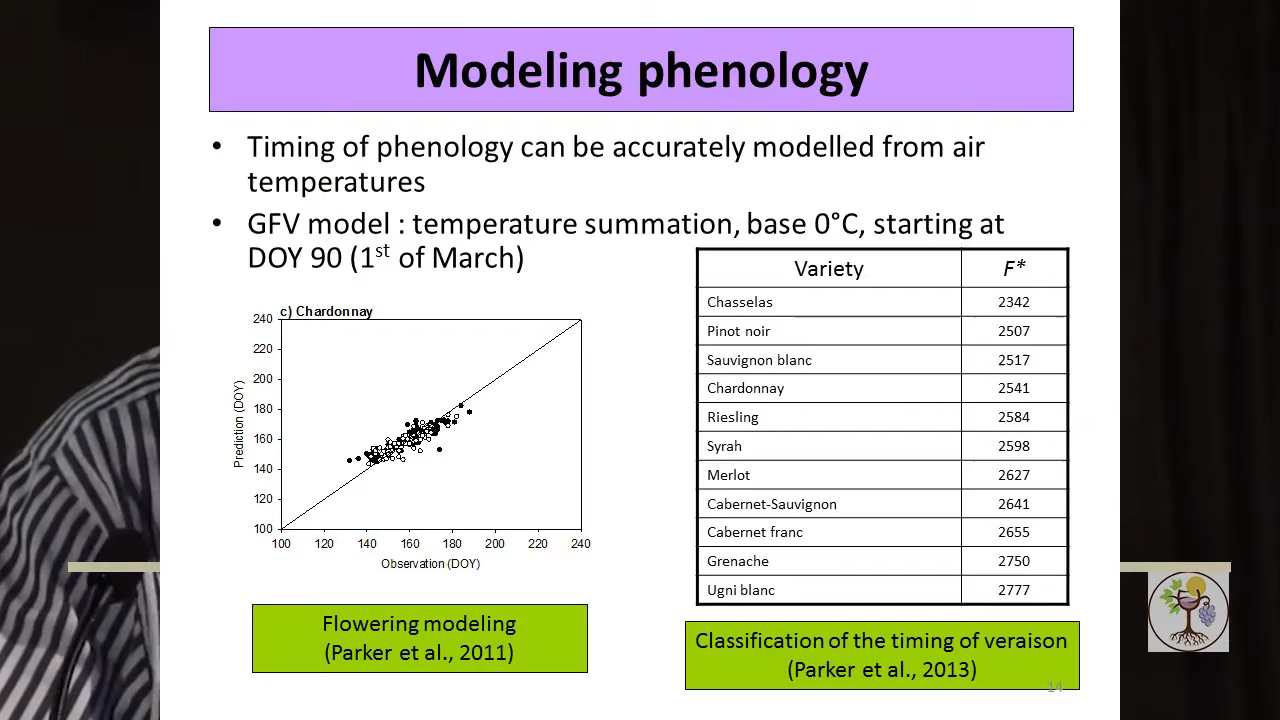 Modeling phenology
• Timing of phenology can be accurately modelled from air
temperatures
• GFV model : temperature summation, base 0°C, starting at
DOY 90 (1st of March)
c) Chardonnay
240
220
200
180
160
140
120
100
Prediction (DOY)
100 120 140 160 180 200 220 240
Observation (DOY)
Flowering modeling
(Parker et al., 2011)
Variety F*
Chasselas 2342
Pinot noir 2507
Sauvignon blanc 2517
Chardonnay 2541
Riesling 2584
Syrah 2598
Merlot 2627
Cabernet-Sauvignon 2641
Cabernet franc 2655
Grenache 2750
Ugni blanc 2777
Classification of the timing of veraison
(Parker et al., 2013)
14